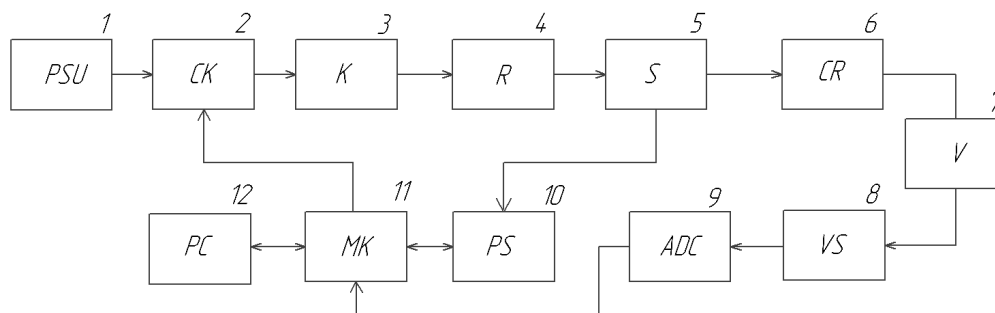 1 2 3 4 5 6
PSU CK K R S CR
7
V
12 11 10 9 8
PC MK PS ADC VS